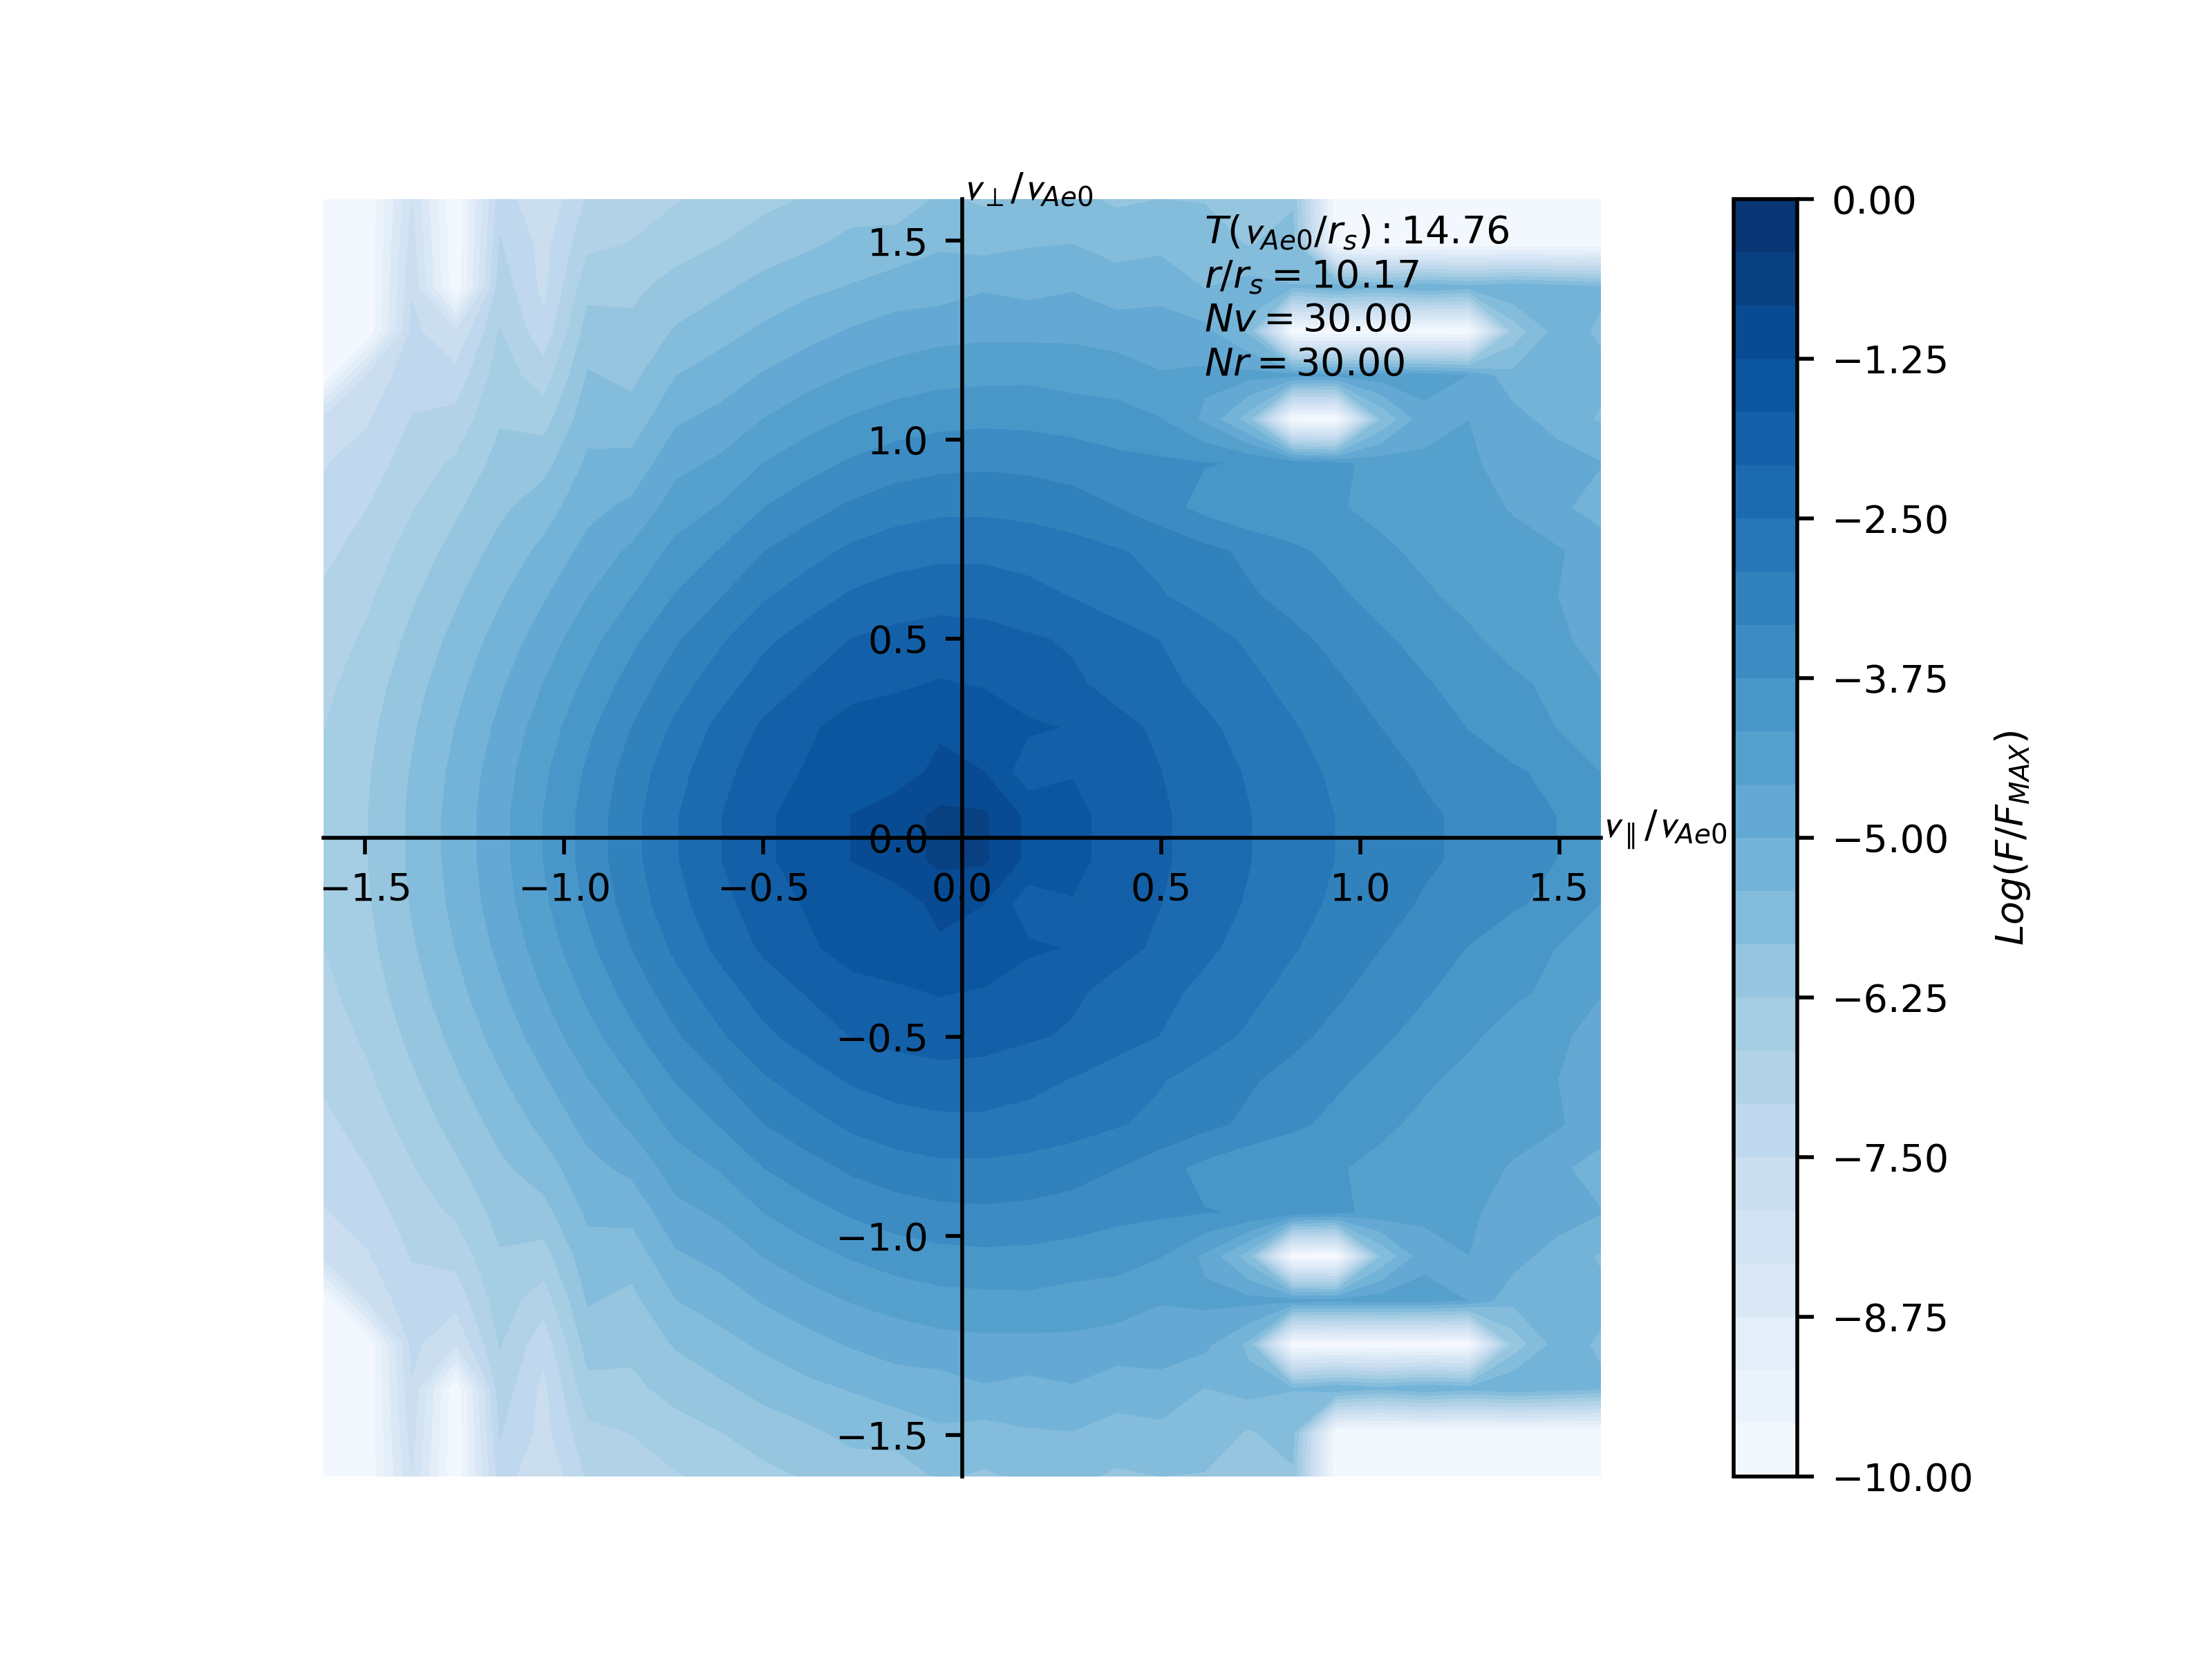 v⊥/vAe0
T(vAe0/rs) : 14.76
r/rs = 10.17
Nv = 30.00
Nr = 30.00
1.5
1.0
0.5
0.0
−0.5
−1.0
−1.5
−1.5 −1.0 −0.5 0.0 0.5 1.0 1.5
v∥/vAe0
0.00
−1.25
−2.50
−3.75
−5.00
−6.25
−7.50
−8.75
−10.00
Log(F/FMAX)